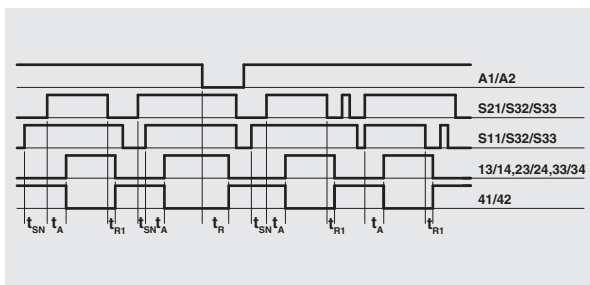 A1/A2
S21/S32/S33
S11/S32/S33
13/14,23/24,33/34
41/42
tSN tA tR1 tSN tA tR tSN tA tR1 tA tR1